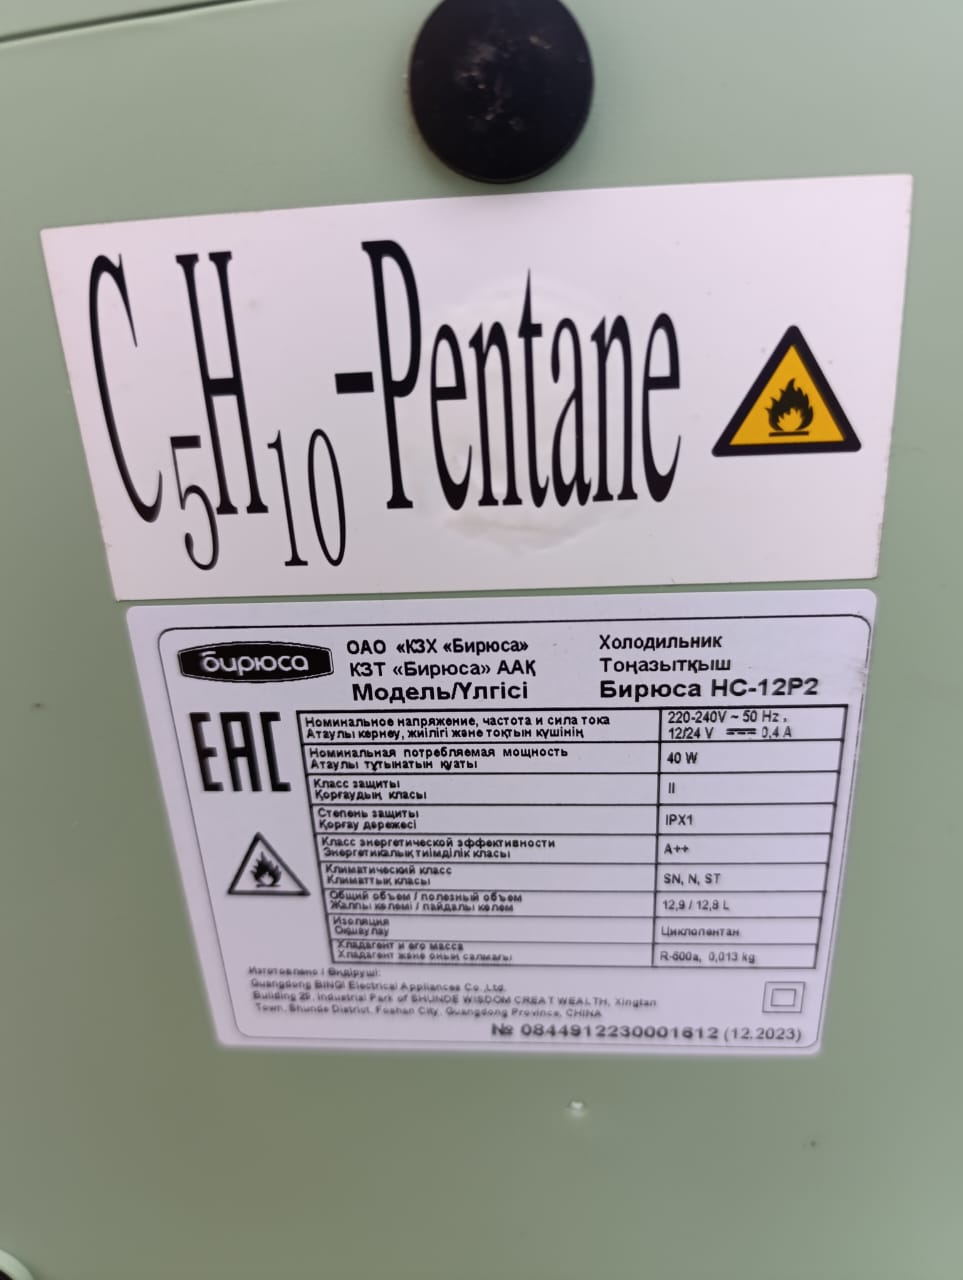 C5H10-Pentane
бирюса
ОАО «КЗХ «Бирюса»
КЗТ «Бирюса» ААҚ
Модель/Үлгісі
Холодильник
Тоңазытқыш
Бирюса НС-12P2
EAC
Номинальное напряжение, частота и сила тока
Атаулы кернеу, жиілігі және тоқтын күшінің
220-240V ~ 50 Hz,
12/24 V 0,4 A
Номинальная потребляемая мощность
Атаулы тұтынатын қуаты
40 W
Класс защиты
Қорғаудың класы
II
Степень защиты
Қорғау дәрежесі
IPX1
Класс энергетической эффективности
Энергетикалық тиімділік класы
A++
Климатический класс
Климаттық класы
SN, N, ST
Общий объем / полезный объем
Жалпы көлемі / пайдалы көлем
12,9 / 12,8 L
Изоляция
Оқшаулау
Циклопентан
Хладагент и его масса
Хладагент және оның салмағы
R-600a, 0,013 kg
Изготовлено / Өндіруші:
Guangdong BINGI Electrical Appliances Co.,Ltd.
Building 2B, Industrial Park of SHUNDE WISDOM CREAT WEALTH, Xingtan
Town, Shunde District, Foshan City, Guangdong Province, CHINA
№ 0844912230001612 (12.2023)